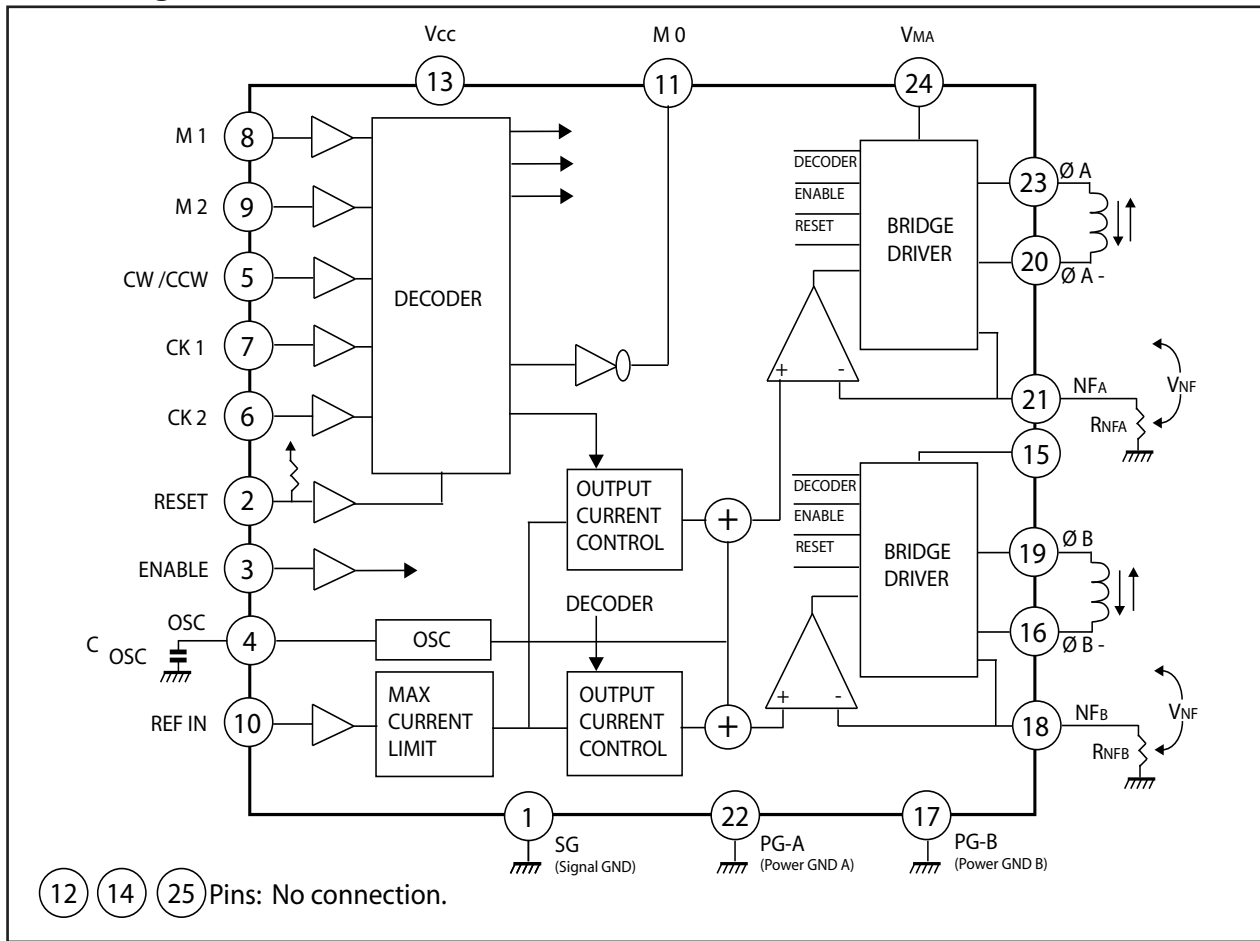 Vcc
M 0
VMA
13
11
24
M 1
8
M 2
9
CW /CCW
5
CK 1
7
CK 2
6
RESET
2
ENABLE
3
OSC
C OSC
4
REF IN
10
DECODER
OSC
MAX
CURRENT
LIMIT
OUTPUT
CURRENT
CONTROL
+
DECODER
OUTPUT
CURRENT
CONTROL
+
DECODER
ENABLE
RESET
BRIDGE
DRIVER
+ -
23
Ø A
20
Ø A -
21
NFA
VNF
RNFA
15
DECODER
ENABLE
RESET
BRIDGE
DRIVER
+ -
19
Ø B
16
Ø B -
18
NFB
VNF
RNFB
1
SG
(Signal GND)
22
PG-A
(Power GND A)
17
PG-B
(Power GND B)
12 14 25 Pins: No connection.